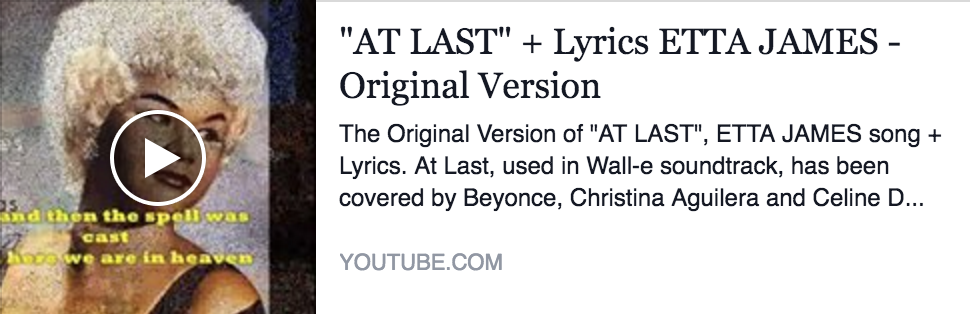 "AT LAST" + Lyrics ETTA JAMES -
Original Version
The Original Version of "AT LAST", ETTA JAMES song +
Lyrics. At Last, used in Wall-e soundtrack, has been
covered by Beyonce, Christina Aguilera and Celine D...
YOUTUBE.COM
and then the spell was
cast
here we are in heaven